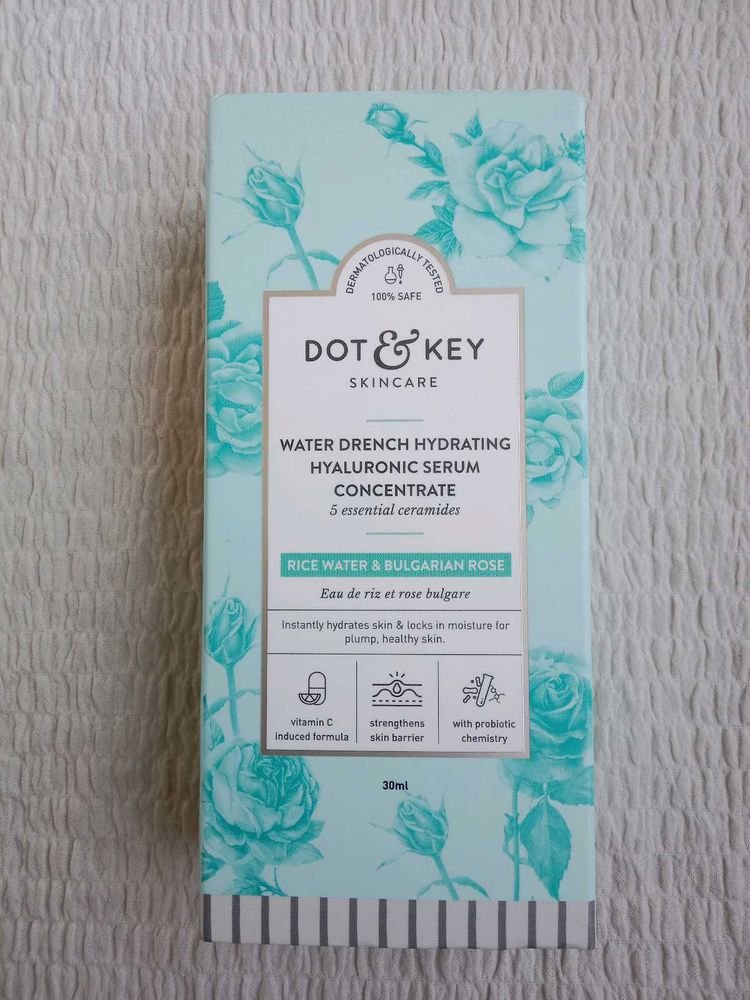 DERMATOLOGICALLY TESTED
100% SAFE
DOT & KEY
SKINCARE
WATER DRENCH HYDRATING
HYALURONIC SERUM
CONCENTRATE
5 essential ceramides
RICE WATER & BULGARIAN ROSE
Eau de riz et rose bulgare
Instantly hydrates skin & locks in moisture for
plump, healthy skin.
vitamin C
induced formula
strengthens
skin barrier
with probiotic
chemistry
30ml